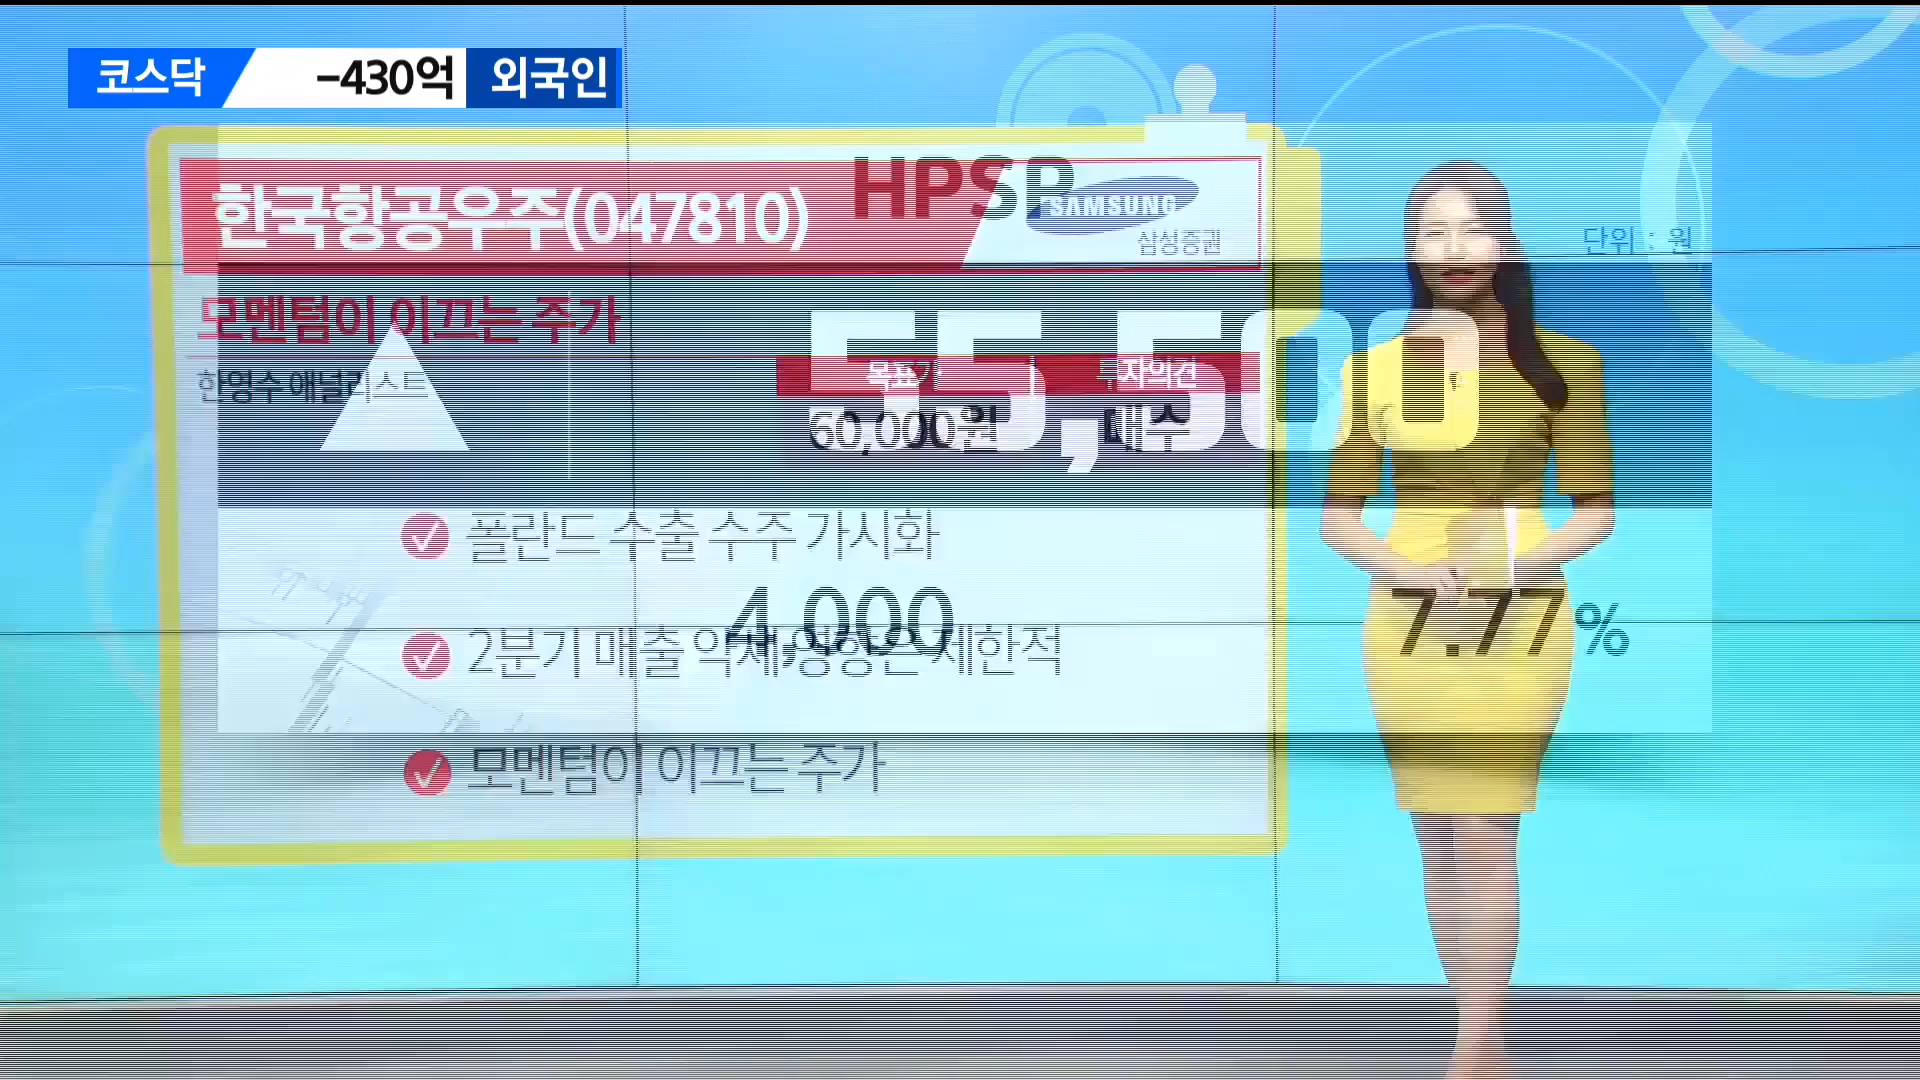 코스닥 -430억 외국인
한국항공우주(047810)
HPSP
SAMSUNG
삼성증권
단위 : 원
모멘텀이 이끄는 주가
55,500
한영수 애널리스트
목표가 투자의견
60,000원 매수
폴란드 수출 수주 가시화
4,000
7.77%
2분기 매출 약세, 영향은 제한적
모멘텀이 이끄는 주가